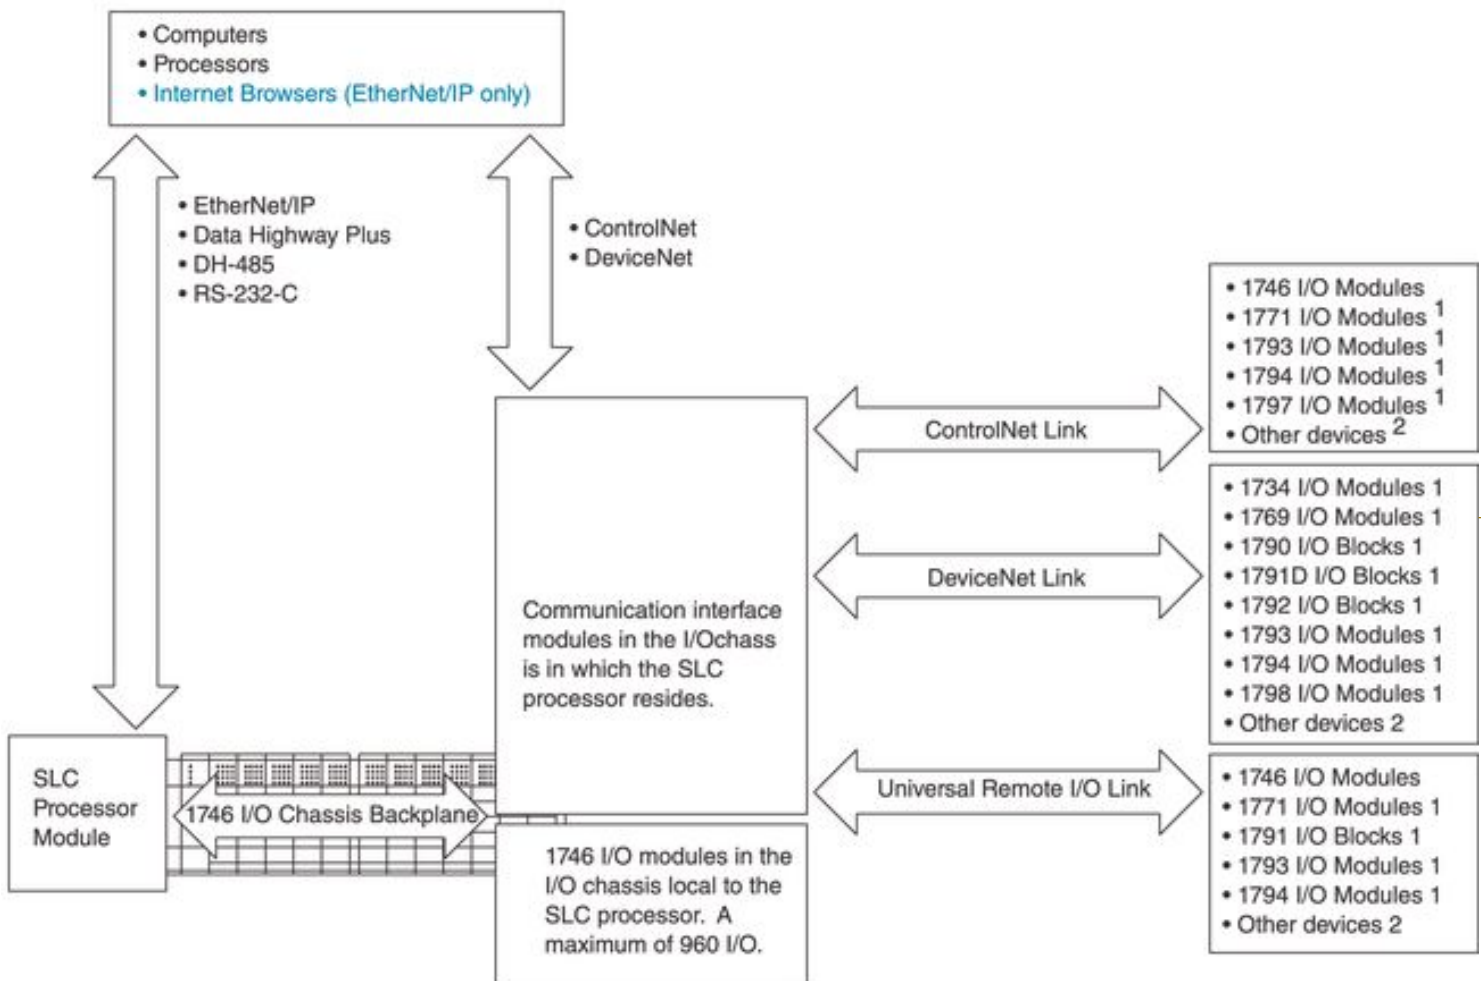 • Computers
• Processors
• Internet Browsers (EtherNet/IP only)
• EtherNet/IP
• Data Highway Plus
• DH-485
• RS-232-C
• ControlNet
• DeviceNet
SLC
Processor
Module
1746 I/O Chassis Backplane
Communication interface
modules in the I/Ochass
is in which the SLC
processor resides.
1746 I/O modules in the
I/O chassis local to the
SLC processor. A
maximum of 960 I/O.
ControlNet Link
• 1746 I/O Modules
• 1771 I/O Modules 1
• 1793 I/O Modules 1
• 1794 I/O Modules 1
• 1797 I/O Modules 1
• Other devices 2
DeviceNet Link
• 1734 I/O Modules 1
• 1769 I/O Modules 1
• 1790 I/O Blocks 1
• 1791D I/O Blocks 1
• 1792 I/O Blocks 1
• 1793 I/O Modules 1
• 1794 I/O Modules 1
• 1798 I/O Modules 1
• Other devices 2
Universal Remote I/O Link
• 1746 I/O Modules
• 1771 I/O Modules 1
• 1791 I/O Blocks 1
• 1793 I/O Modules 1
• 1794 I/O Modules 1
• Other devices 2